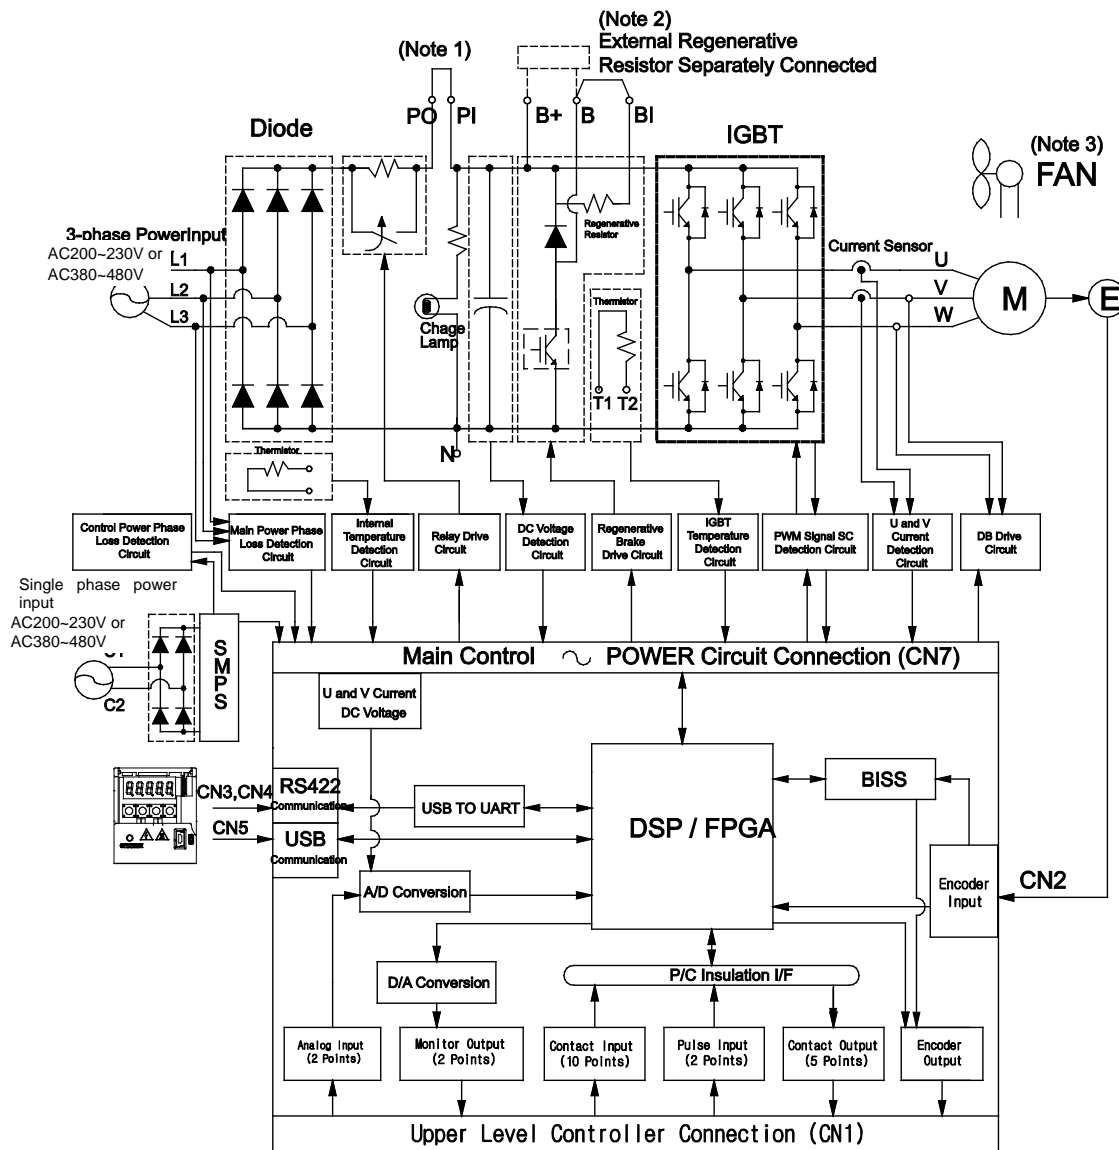 (Note 2)
External Regenerative
Resistor Separately Connected
(Note 1)
PO
PI
B+
B
BI
Diode
IGBT
(Note 3)
FAN
3-phase PowerInput
AC200~230V or
AC380~480V
L1
L2
L3
Regenerative
Resistor
Current Sensor
U
V
W
M
E
Chage
Lamp
Thermistor
T1
T2
N
Thermistor
Control Power Phase
Loss Detection
Circuit
Main Power Phase
Loss Detection
Circuit
Internal
Temperature
Detection
Circuit
Relay Drive
Circuit
DC Voltage
Detection
Circuit
Regenerative
Brake
Drive Circuit
IGBT
Temperature
Detection
Circuit
PWM Signal SC
Detection Circuit
U and V
Current
Detection
Circuit
DB Drive
Circuit
Single phase power
input
AC200~230V or
AC380~480V
C2
SMPS
Main Control
POWER Circuit Connection (CN7)
U and V Current
DC Voltage
CN3,CN4
CN5
RS422
Communication
USB
Communication
USB TO UART
DSP / FPGA
BISS
A/D Conversion
Encoder
Input
CN2
D/A Conversion
P/C Insulation I/F
Analog Input
(2 Points)
Monitor Output
(2 Points)
Contact Input
(10 Points)
Pulse Input
(2 Points)
Contact Output
(5 Points)
Encoder
Output
Upper Level Controller Connection (CN1)